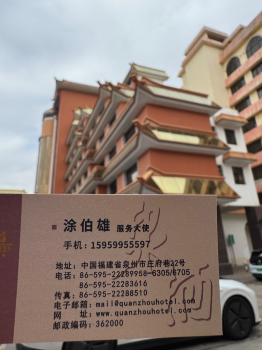 涂伯雄 服务大使
手机：15959955597
地址：中国福建省泉州市庄府巷22号
电话：86-595-22289958-6305/6705
86-595-22283616
传真：86-595-22288510
电子邮箱：mail@quanzhouhotel.com
网　址：www.quanzhouhotel.com
邮政编码：362000